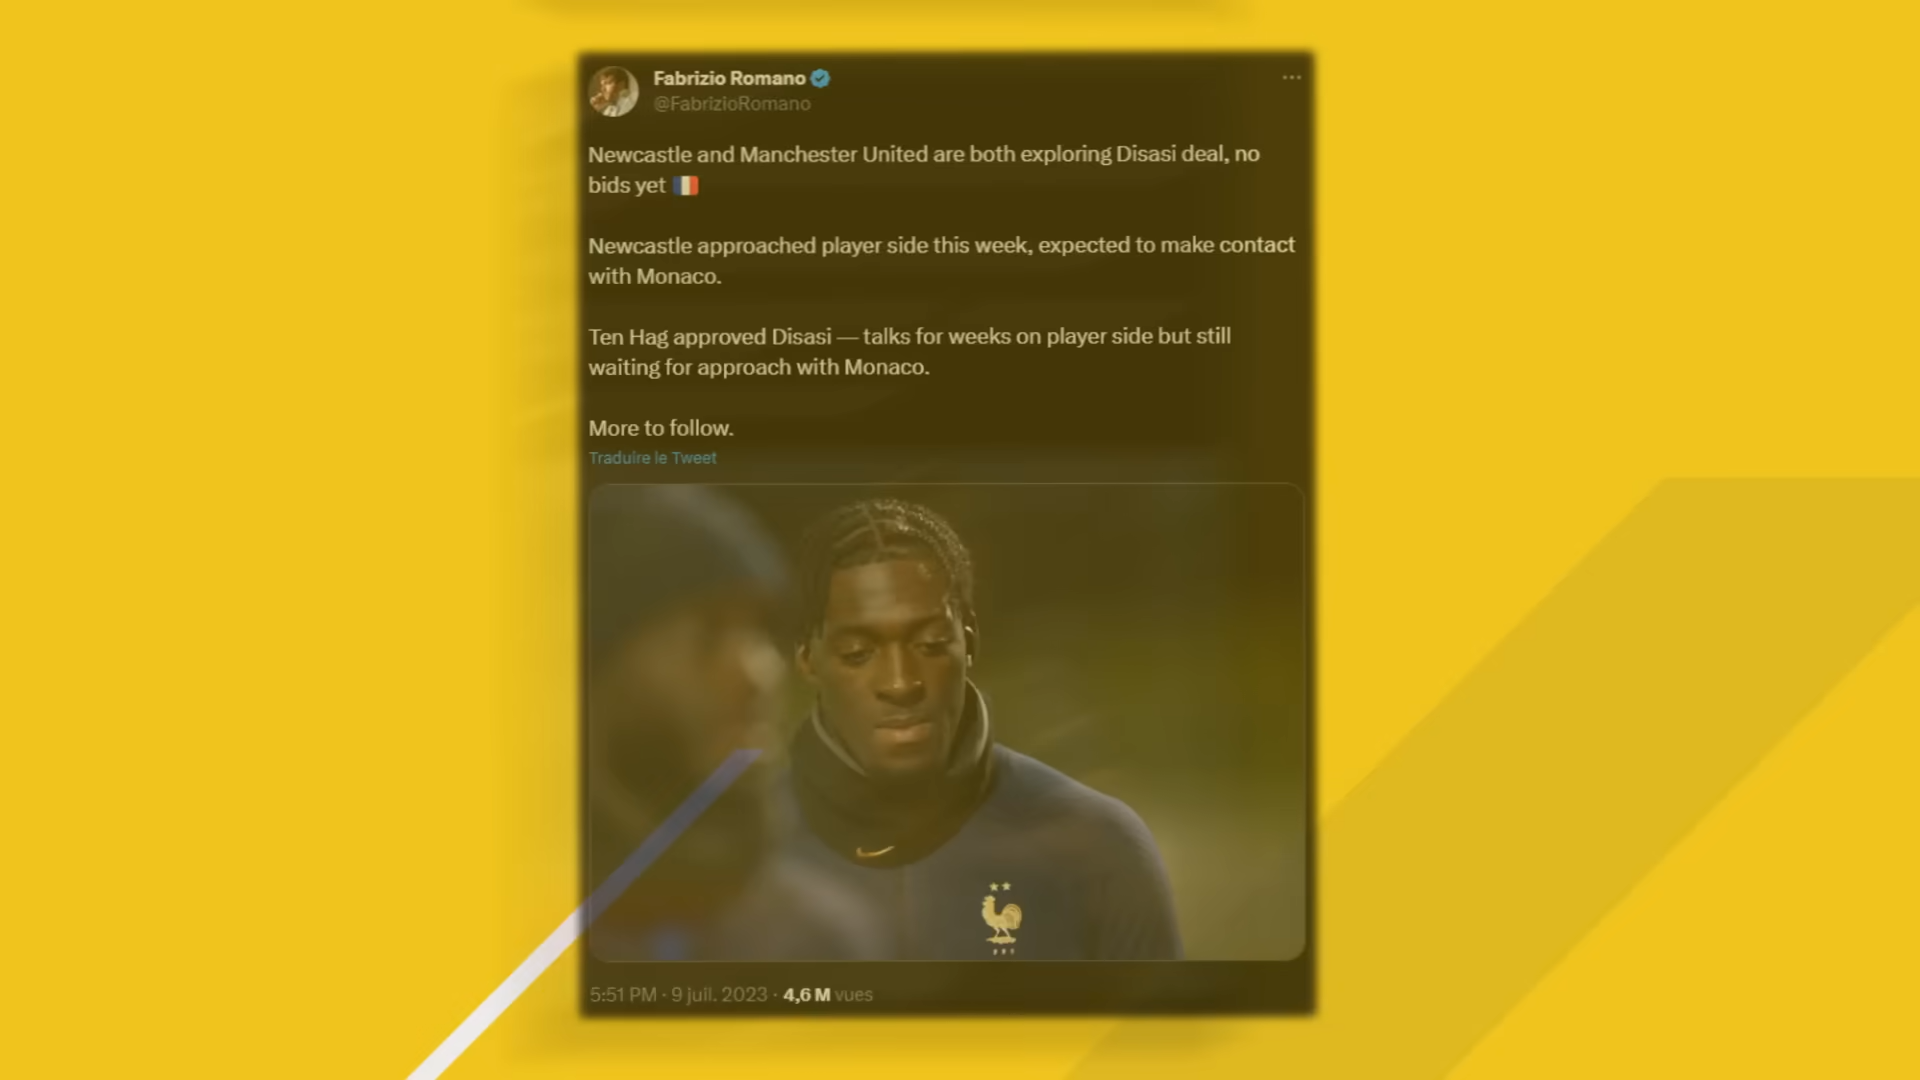 Fabrizio Romano
@FabrizioRomano
Newcastle and Manchester United are both exploring Disasi deal, no
bids yet 🇫🇷
Newcastle approached player side this week, expected to make contact
with Monaco.
Ten Hag approved Disasi — talks for weeks on player side but still
waiting for approach with Monaco.
More to follow.
Traduire le Tweet
5:51 PM · 9 juil. 2023 · 4,6 M vues